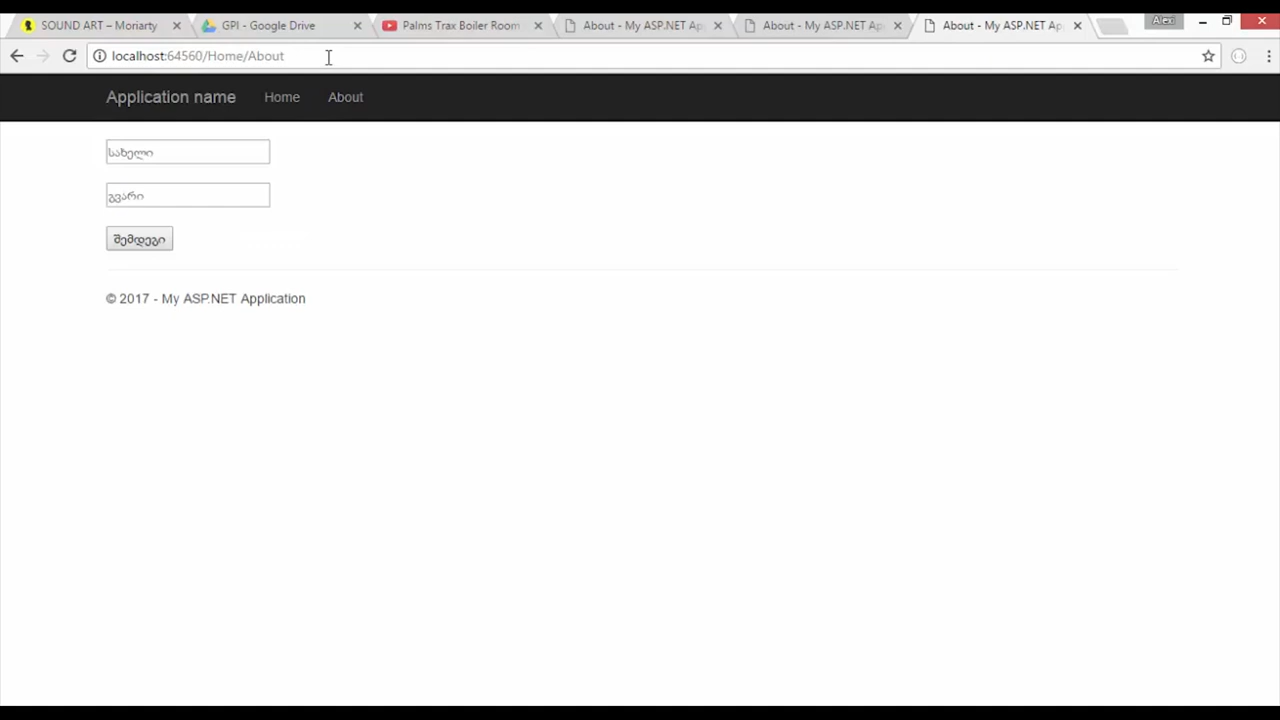 SOUND ART – Moriarty
GPI - Google Drive
Palms Trax Boiler Room
About - My ASP.NET Ap
About - My ASP.NET Ap
About - My ASP.NET Ap
Alexi
localhost:64560/Home/About
Application name
Home
About
სახელი
გვარი
შემდეგი
© 2017 - My ASP.NET Application